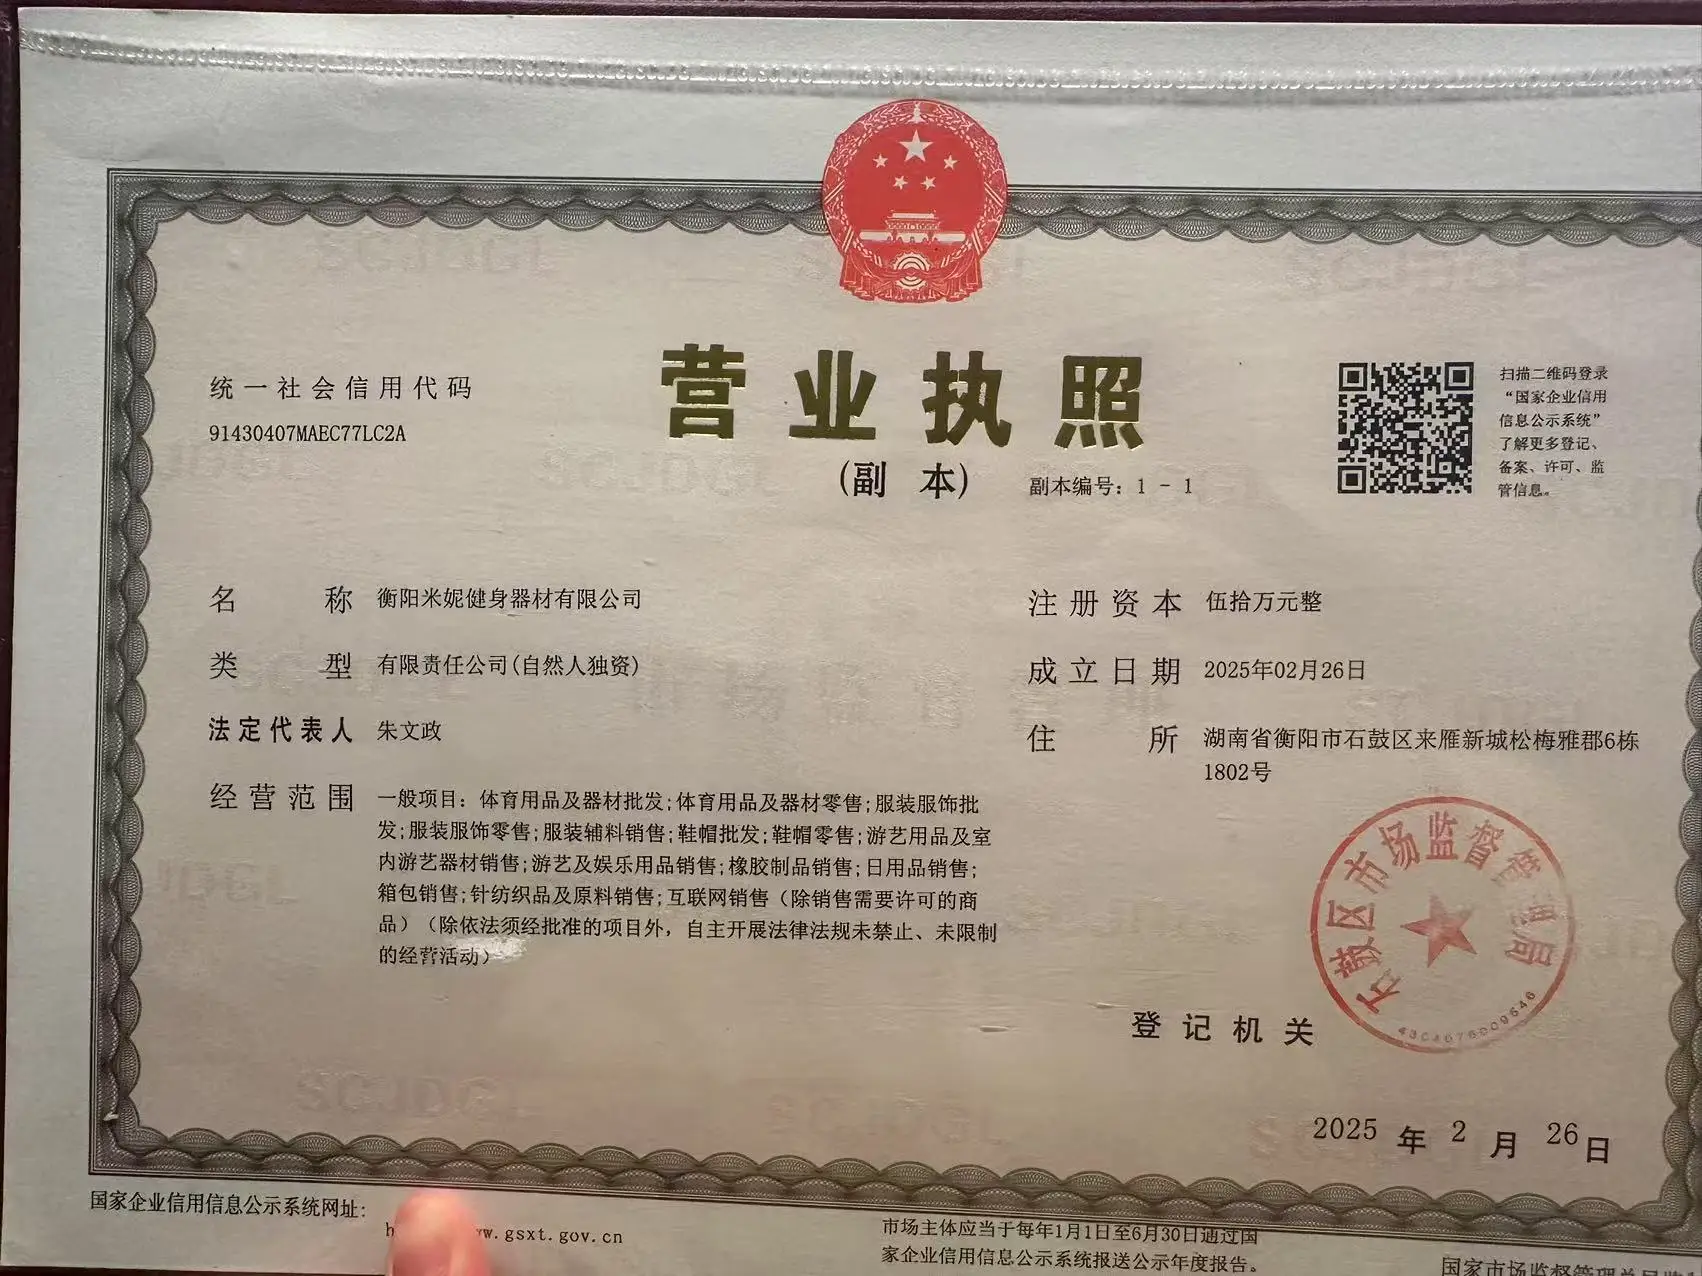 营业执照
(副 本)
副本编号：1 - 1
统一社会信用代码
91430407MAEC77LC2A
扫描二维码登录
“国家企业信用
信息公示系统”
了解更多登记、
备案、许可、监
管信息。
名 称 衡阳米妮健身器材有限公司
类 型 有限责任公司(自然人独资)
法定代表人 朱文政
经营范围 一般项目：体育用品及器材批发;体育用品及器材零售;服装服饰批
发;服装服饰零售;服装辅料销售;鞋帽批发;鞋帽零售;游艺用品及室
内游艺器材销售;游艺及娱乐用品销售;橡胶制品销售;日用品销售;
箱包销售;针纺织品及原料销售;互联网销售（除销售需要许可的商
品）（除依法须经批准的项目外，自主开展法律法规未禁止、未限制
的经营活动）
注册资本 伍拾万元整
成立日期 2025年02月26日
住 所 湖南省衡阳市石鼓区来雁新城松梅雅郡6栋
1802号
石鼓区市场监督管理局
登记机关
2025 年 2 月 26 日
国家企业信用信息公示系统网址：
www.gsxt.gov.cn
市场主体应当于每年1月1日至6月30日通过国
家企业信用信息公示系统报送公示年度报告。
国家市场监督管理总局监制